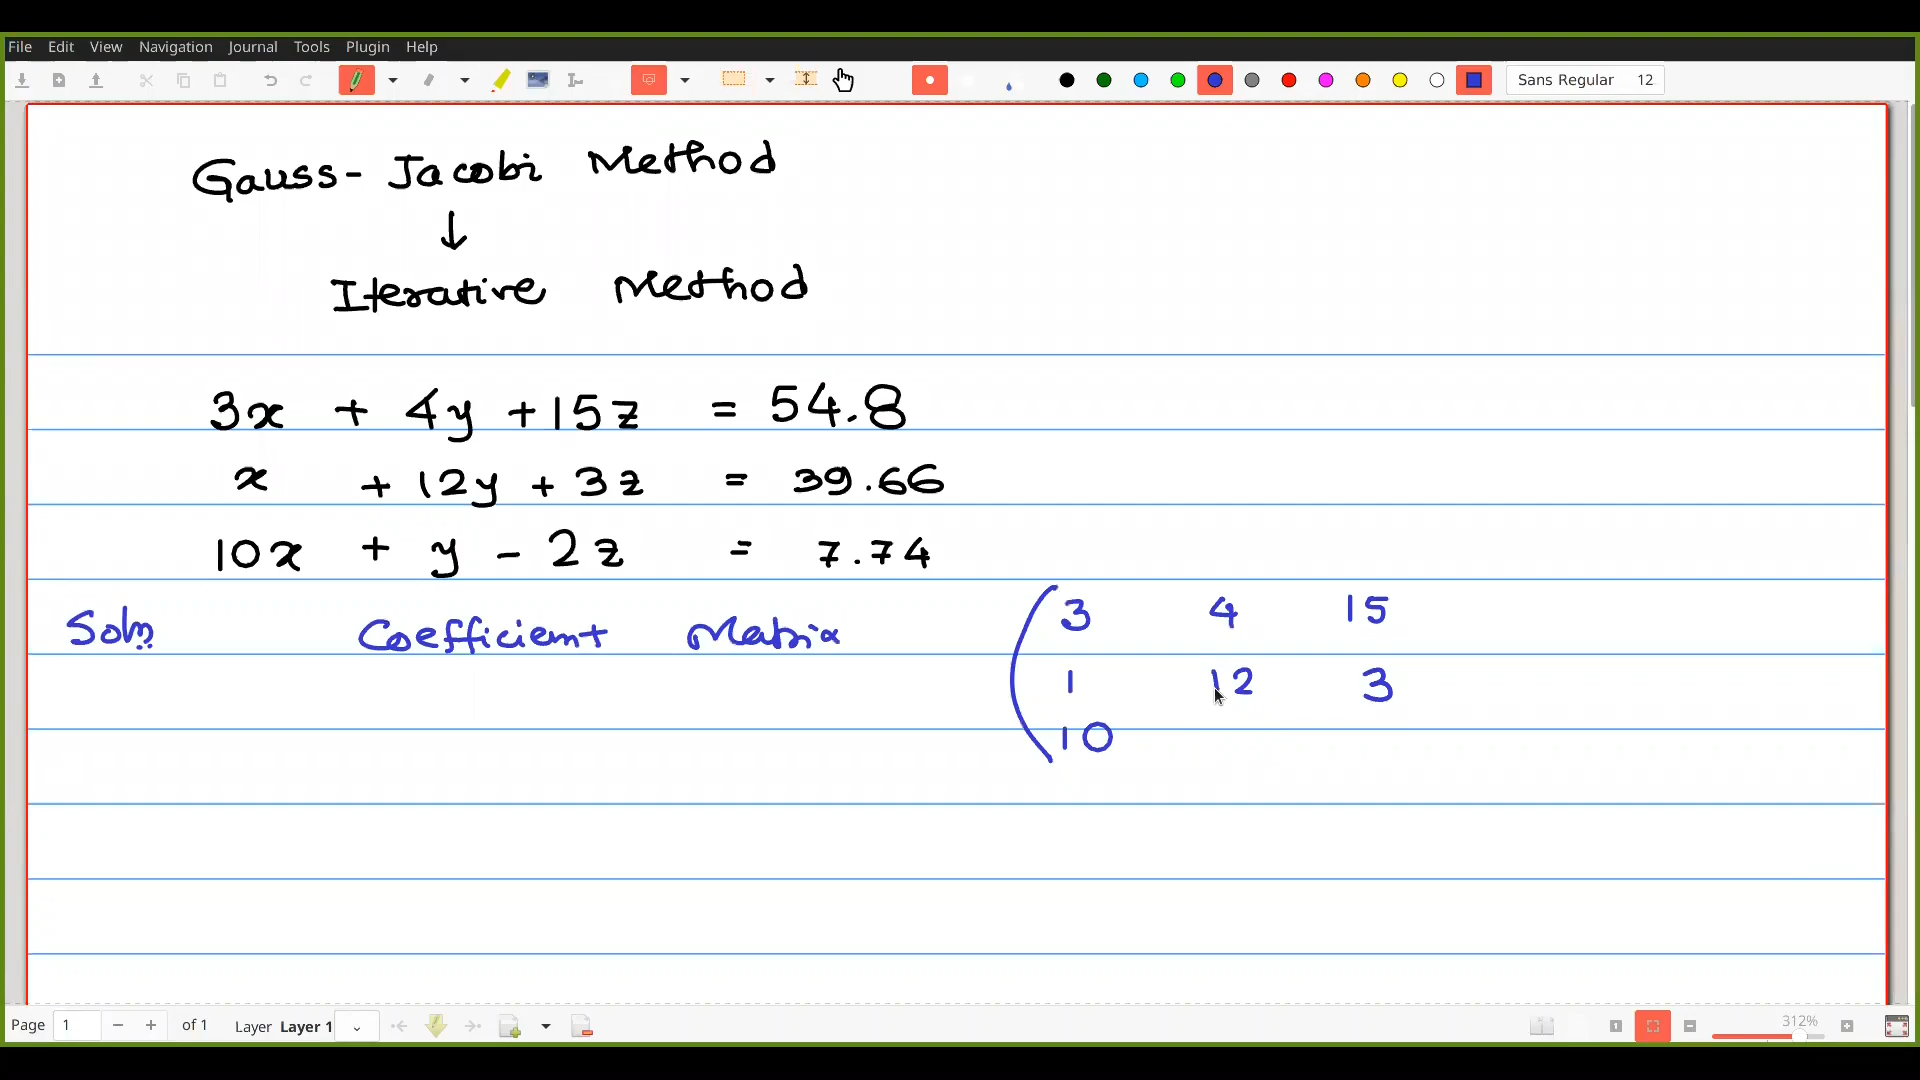 File Edit View Navigation Journal Tools Plugin Help
Sans Regular 12
Gauss-Jacobi Method
↓
Iterative Method
3x + 4y + 15z = 54.8
x + 12y + 3z = 39.66
10x + y - 2z = 7.74
Soln Coefficient Matrix
( 3 4 15
1 12 3
10
Page 1 of 1 Layer Layer 1 312%